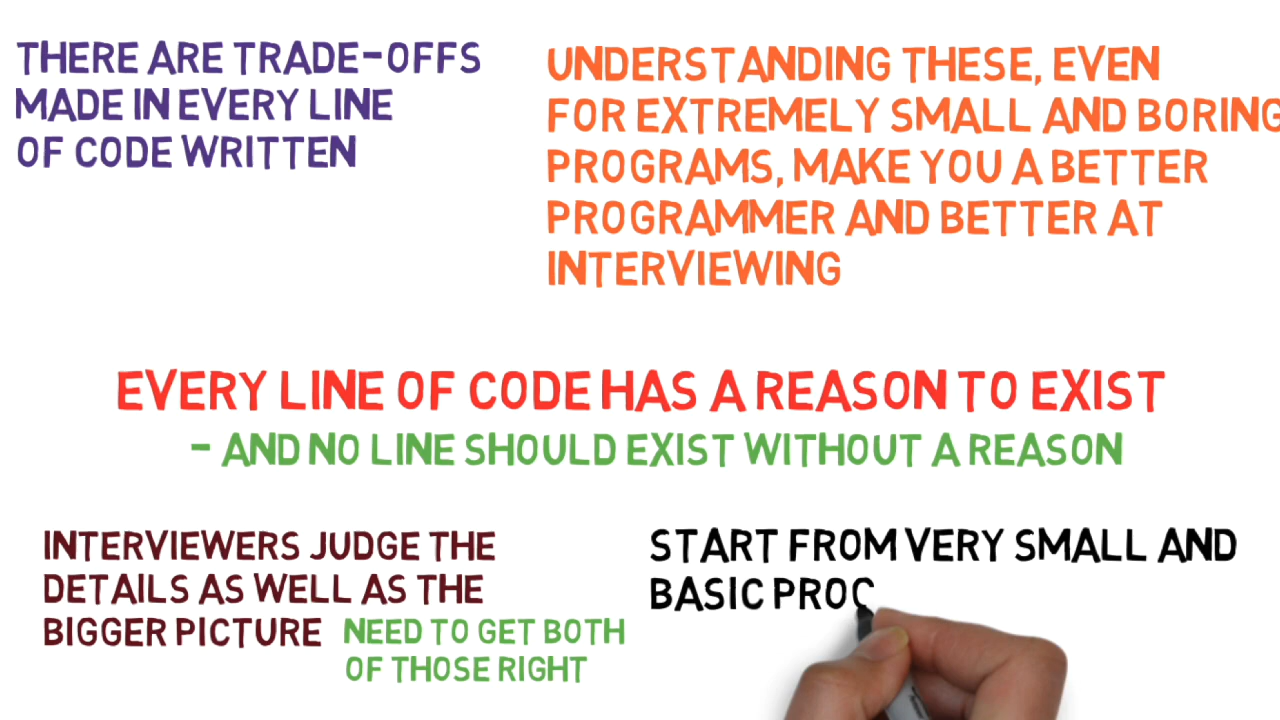 THERE ARE TRADE-OFFS
MADE IN EVERY LINE
OF CODE WRITTEN
UNDERSTANDING THESE, EVEN
FOR EXTREMELY SMALL AND BORING
PROGRAMS, MAKE YOU A BETTER
PROGRAMMER AND BETTER AT
INTERVIEWING
EVERY LINE OF CODE HAS A REASON TO EXIST
- AND NO LINE SHOULD EXIST WITHOUT A REASON
INTERVIEWERS JUDGE THE
DETAILS AS WELL AS THE
BIGGER PICTURE
NEED TO GET BOTH
OF THOSE RIGHT
START FROM VERY SMALL AND
BASIC PRO